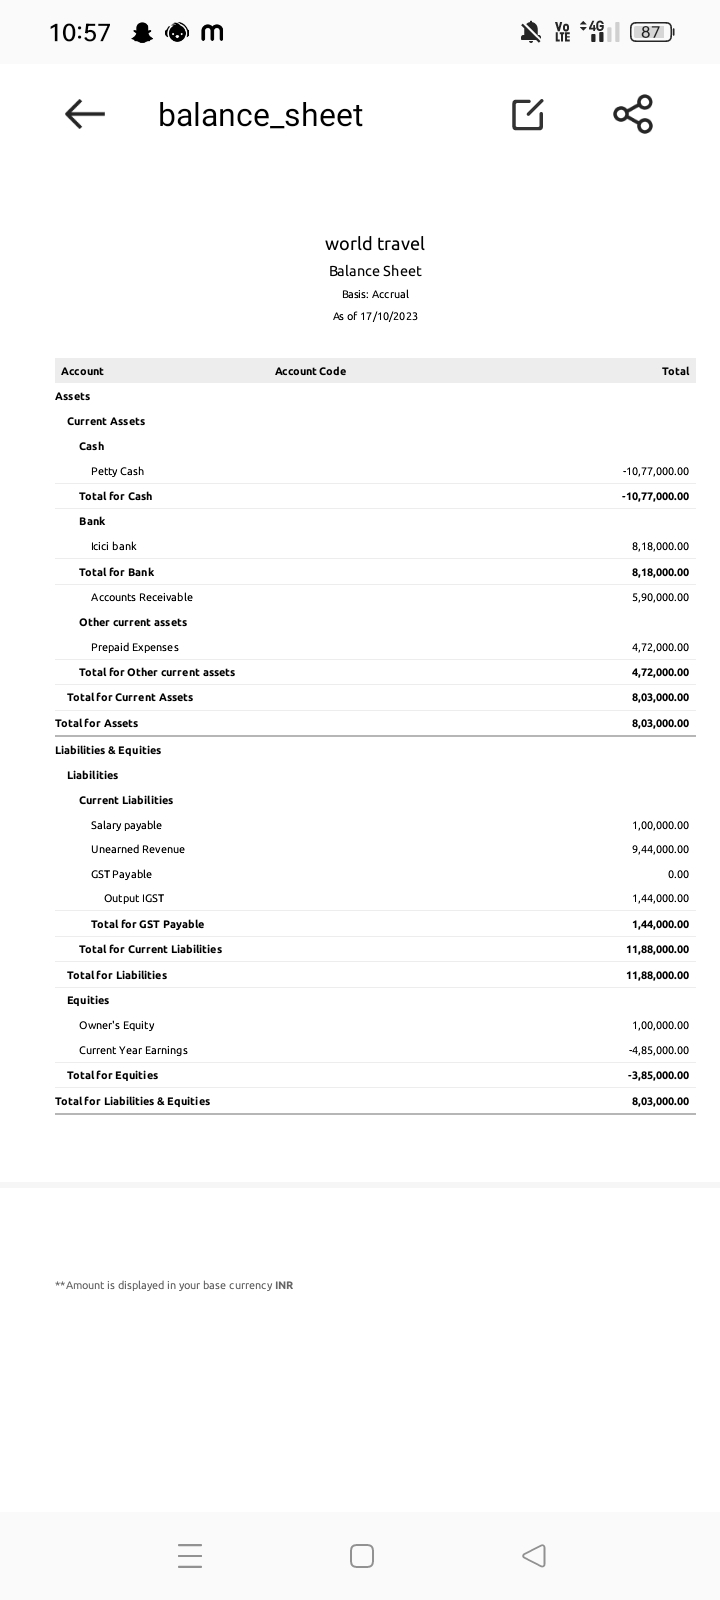 10:57 m Vo LTE 4G 87
balance_sheet
world travel
Balance Sheet
Basis: Accrual
As of 17/10/2023
Account Account Code Total
Assets
Current Assets
Cash
Petty Cash -10,77,000.00
Total for Cash -10,77,000.00
Bank
Icici bank 8,18,000.00
Total for Bank 8,18,000.00
Accounts Receivable 5,90,000.00
Other current assets
Prepaid Expenses 4,72,000.00
Total for Other current assets 4,72,000.00
Total for Current Assets 8,03,000.00
Total for Assets 8,03,000.00
Liabilities & Equities
Liabilities
Current Liabilities
Salary payable 1,00,000.00
Unearned Revenue 9,44,000.00
GST Payable 0.00
Output IGST 1,44,000.00
Total for GST Payable 1,44,000.00
Total for Current Liabilities 11,88,000.00
Total for Liabilities 11,88,000.00
Equities
Owner's Equity 1,00,000.00
Current Year Earnings -4,85,000.00
Total for Equities -3,85,000.00
Total for Liabilities & Equities 8,03,000.00
**Amount is displayed in your base currency INR